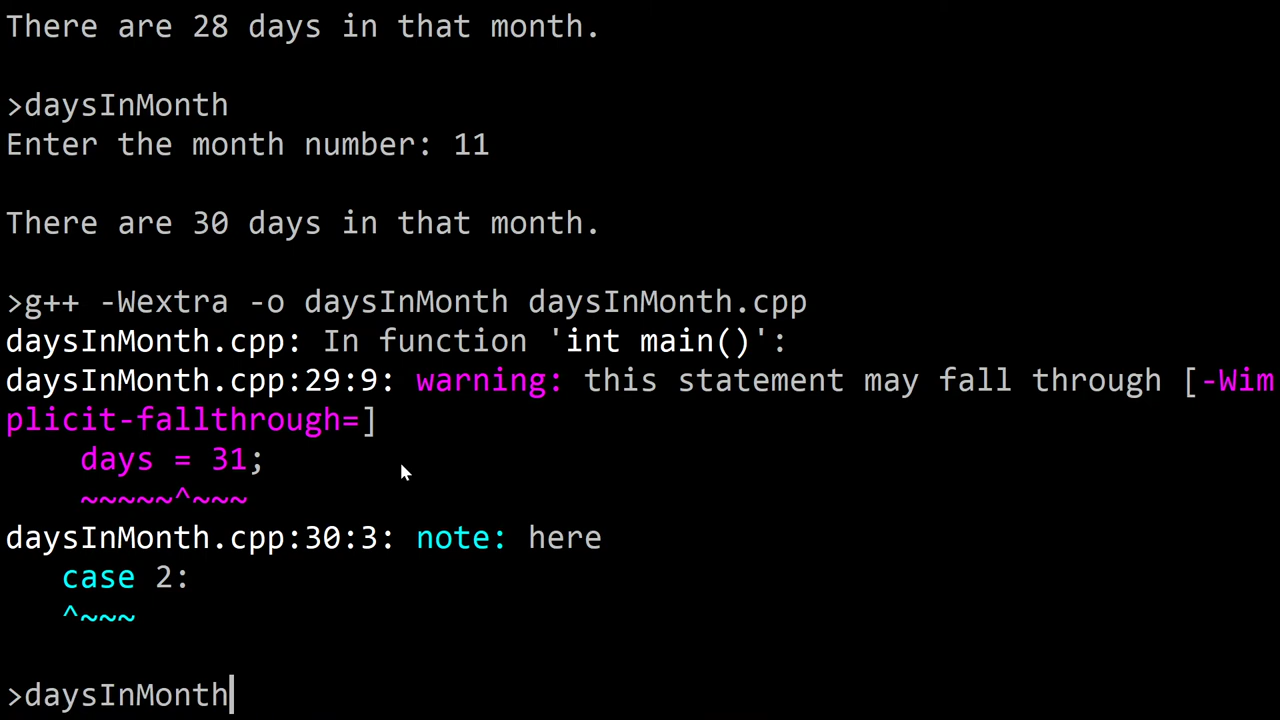 There are 28 days in that month.
>daysInMonth
Enter the month number: 11
There are 30 days in that month.
>g++ -Wextra -o daysInMonth daysInMonth.cpp
daysInMonth.cpp: In function 'int main()':
daysInMonth.cpp:29:9: warning: this statement may fall through [-Wim
plicit-fallthrough=]
days = 31;
~~~~~^~~~
daysInMonth.cpp:30:3: note: here
case 2:
^~~~
>daysInMonth